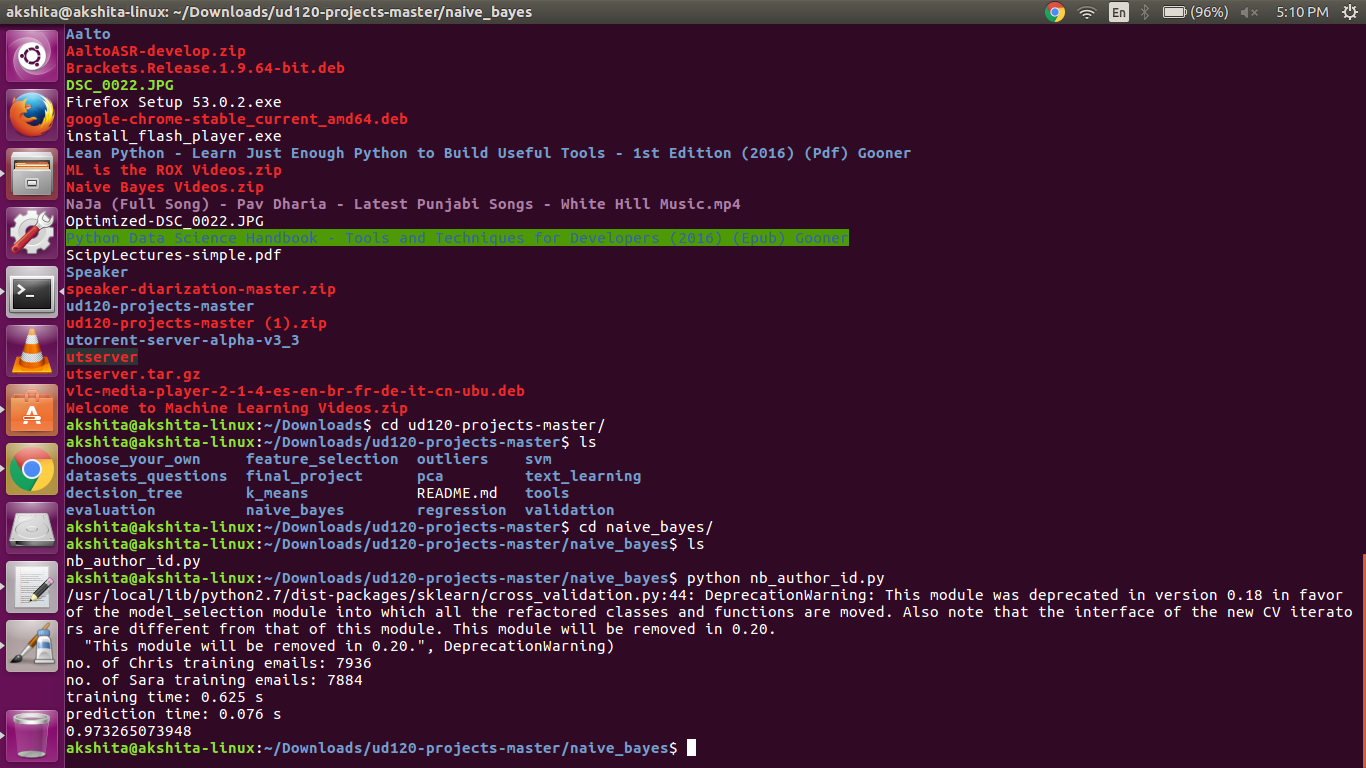 akshita@akshita-linux: ~/Downloads/ud120-projects-master/naive_bayes En (96%) 5:10 PM
Aalto
AaltoASR-develop.zip
Brackets.Release.1.9.64-bit.deb
DSC_0022.JPG
Firefox Setup 53.0.2.exe
google-chrome-stable_current_amd64.deb
install_flash_player.exe
Lean Python - Learn Just Enough Python to Build Useful Tools - 1st Edition (2016) (Pdf) Gooner
ML is the ROX Videos.zip
Naive Bayes Videos.zip
NaJa (Full Song) - Pav Dharia - Latest Punjabi Songs - White Hill Music.mp4
Optimized-DSC_0022.JPG
Python Data Science Handbook - Tools and Techniques for Developers (2016) (Epub) Gooner
ScipyLectures-simple.pdf
Speaker
speaker-diarization-master.zip
ud120-projects-master
ud120-projects-master (1).zip
utorrent-server-alpha-v3_3
utserver
utserver.tar.gz
vlc-media-player-2-1-4-es-en-br-fr-de-it-cn-ubu.deb
Welcome to Machine Learning Videos.zip
akshita@akshita-linux:~/Downloads$ cd ud120-projects-master/
akshita@akshita-linux:~/Downloads/ud120-projects-master$ ls
choose_your_own feature_selection outliers svm
datasets_questions final_project pca text_learning
decision_tree k_means README.md tools
evaluation naive_bayes regression validation
akshita@akshita-linux:~/Downloads/ud120-projects-master$ cd naive_bayes/
akshita@akshita-linux:~/Downloads/ud120-projects-master/naive_bayes$ ls
nb_author_id.py
akshita@akshita-linux:~/Downloads/ud120-projects-master/naive_bayes$ python nb_author_id.py
/usr/local/lib/python2.7/dist-packages/sklearn/cross_validation.py:44: DeprecationWarning: This module was deprecated in version 0.18 in favor
of the model_selection module into which all the refactored classes and functions are moved. Also note that the interface of the new CV iterato
rs are different from that of this module. This module will be removed in 0.20.
"This module will be removed in 0.20.", DeprecationWarning)
no. of Chris training emails: 7936
no. of Sara training emails: 7884
training time: 0.625 s
prediction time: 0.076 s
0.973265073948
akshita@akshita-linux:~/Downloads/ud120-projects-master/naive_bayes$